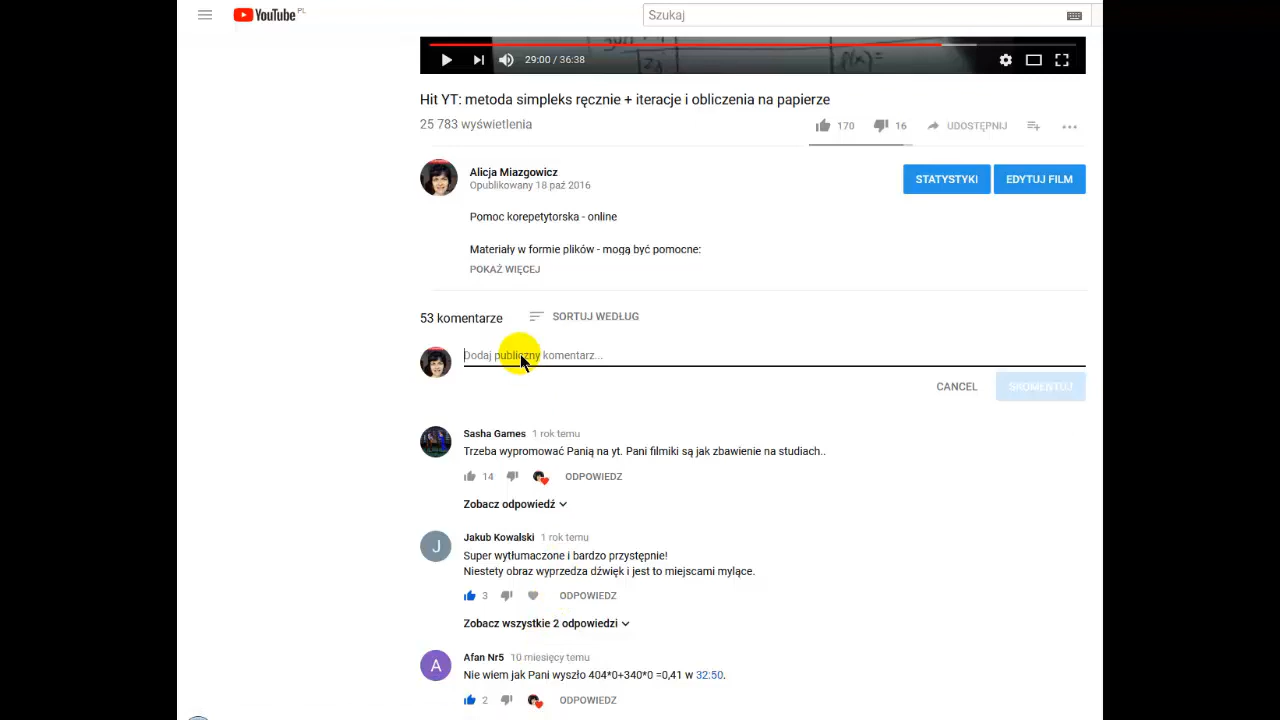 YouTube PL
Szukaj
29:00 / 36:38
Hit YT: metoda simpleks ręcznie + iteracje i obliczenia na papierze
25 783 wyświetlenia
170 16 UDOSTĘPNIJ
Alicja Miazgowicz
Opublikowany 18 paź 2016
STATYSTYKI EDYTUJ FILM
Pomoc korepetytorska - online
Materiały w formie plików - mogą być pomocne:
POKAŻ WIĘCEJ
53 komentarze SORTUJ WEDŁUG
Dodaj publiczny komentarz...
CANCEL SKOMENTUJ
Sasha Games 1 rok temu
Trzeba wypromować Panią na yt. Pani filmiki są jak zbawienie na studiach..
14 ODPOWIEDZ
Zobacz odpowiedź
J
Jakub Kowalski 1 rok temu
Super wytłumaczone i bardzo przystępnie!
Niestety obraz wyprzedza dźwięk i jest to miejscami mylące.
3 ODPOWIEDZ
Zobacz wszystkie 2 odpowiedzi
A
Afan Nr5 10 miesięcy temu
Nie wiem jak Pani wyszło 404*0+340*0 =0,41 w 32:50.
2 ODPOWIEDZ